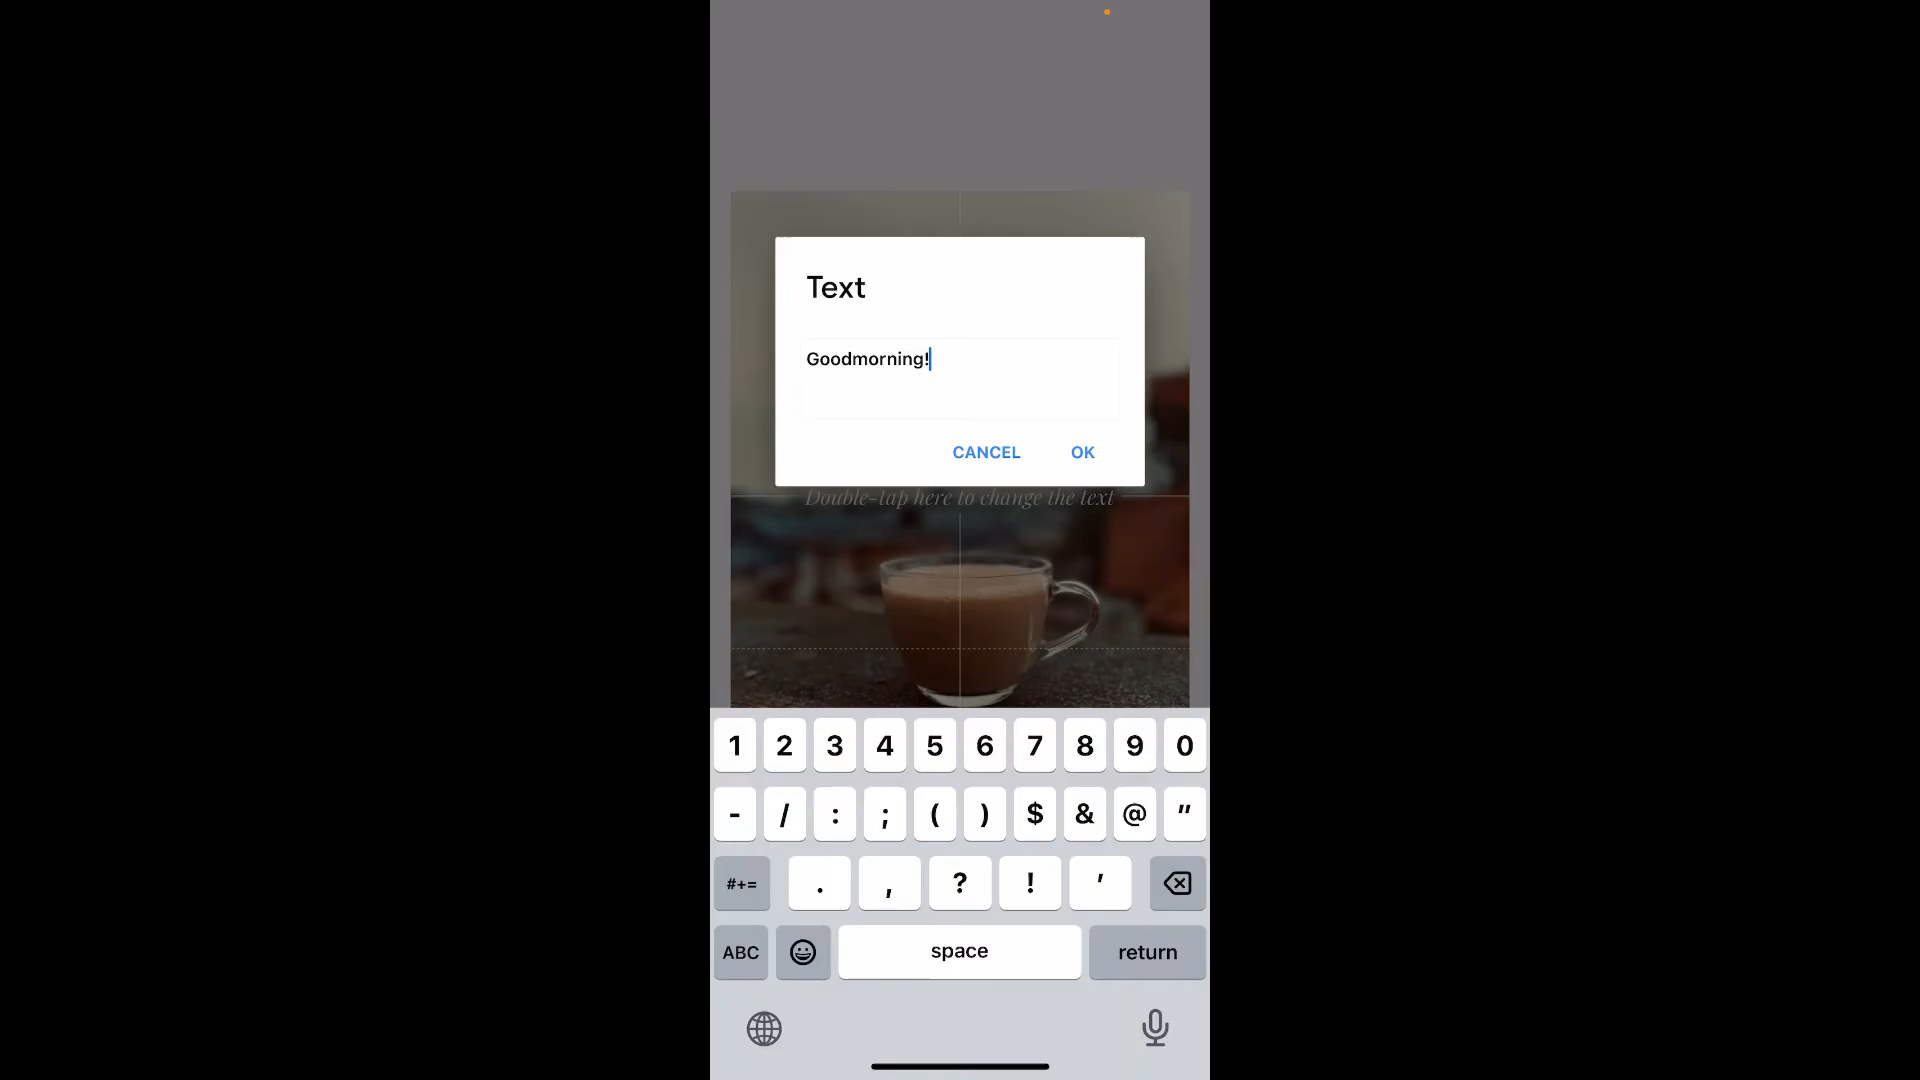 Text
Goodmorning!
CANCEL OK
Double-tap here to change the text
1 2 3 4 5 6 7 8 9 0
- / : ; ( ) $ & @ "
#+= . , ? ! '
ABC space return